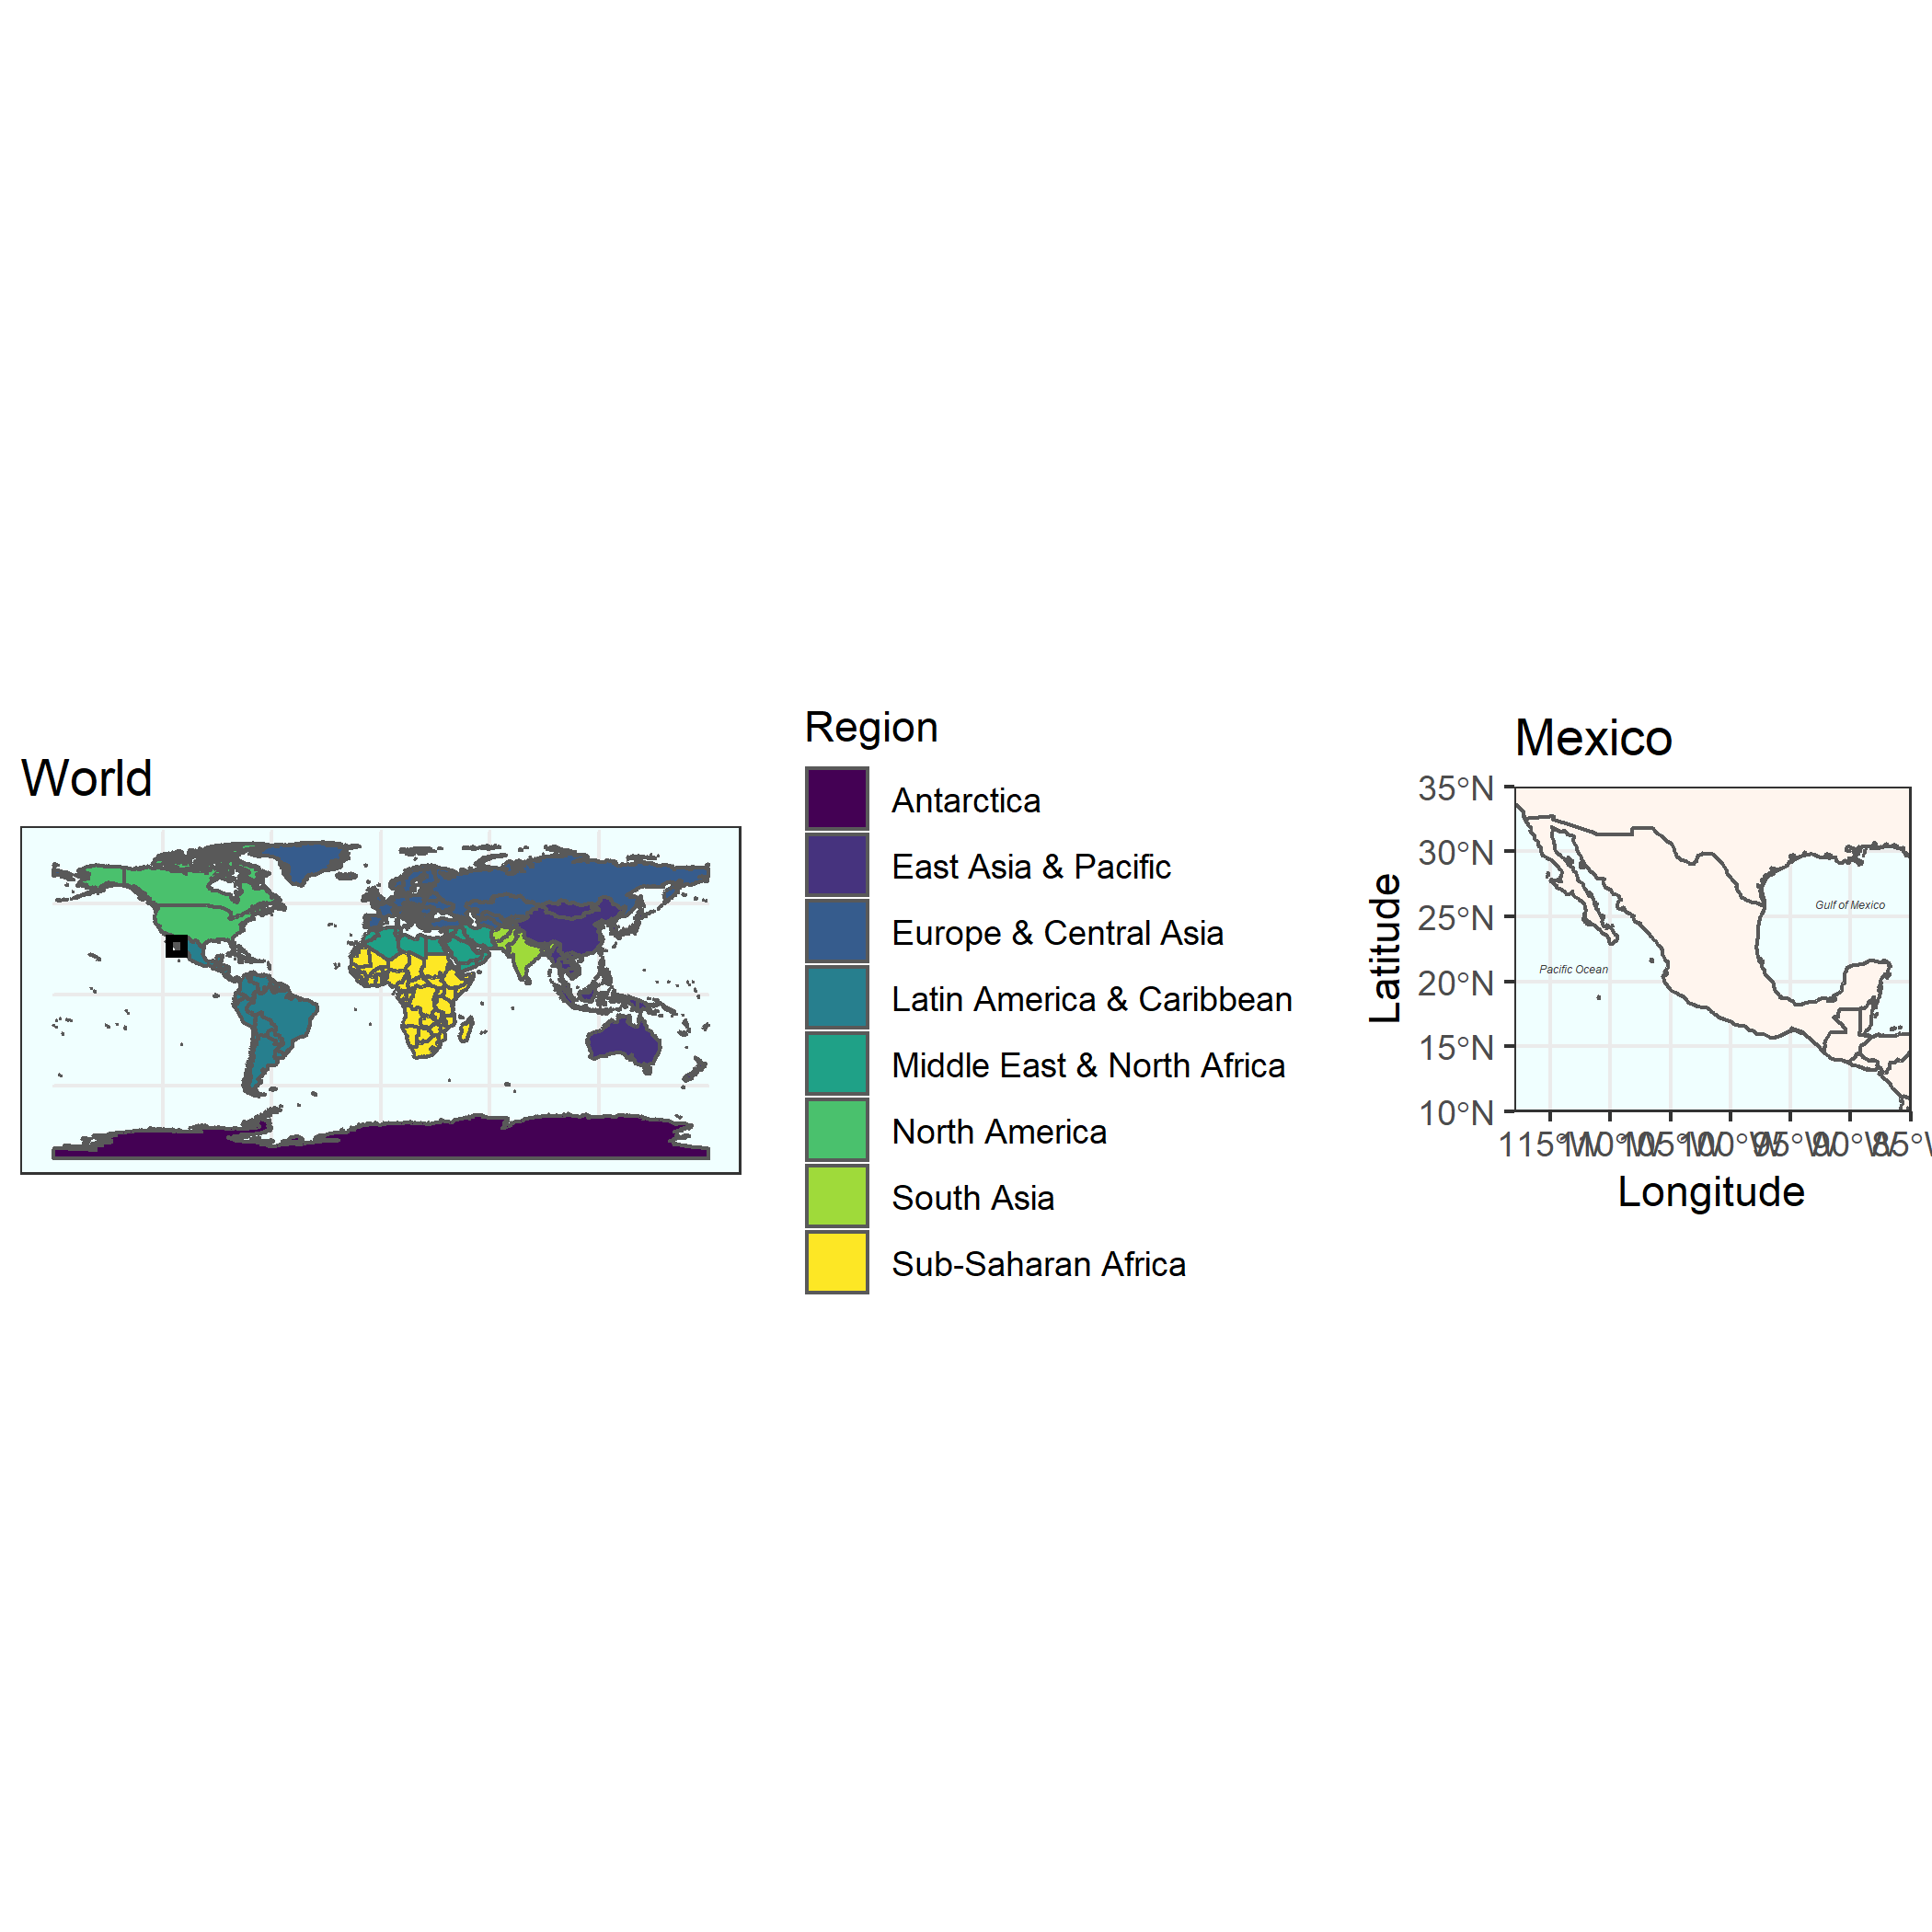 World
Region
Antarctica
East Asia & Pacific
Europe & Central Asia
Latin America & Caribbean
Middle East & North Africa
North America
South Asia
Sub-Saharan Africa
Mexico
35°N
30°N
25°N
20°N
15°N
10°N
Latitude
Gulf of Mexico
Pacific Ocean
115°W 110°W 105°W 100°W 95°W 90°W 85°W
Longitude